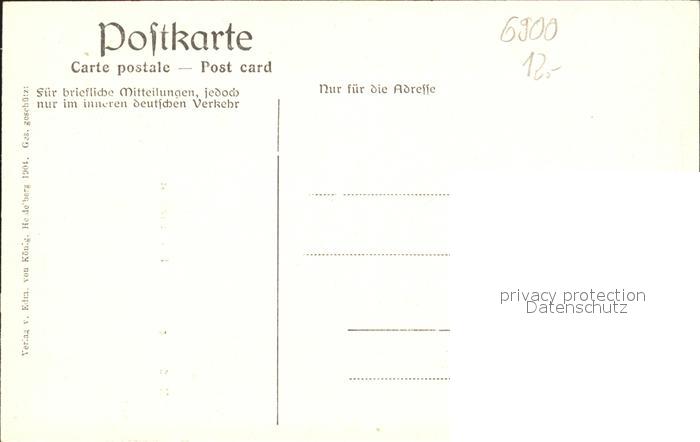 Postkarte
Carte postale — Post card
Für briefliche Mitteilungen, jedoch
nur im inneren deutschen Verkehr
Nur für die Adresse
6900
12.-
Verlag v. Edm. von König, Heidelberg 1904. Ges. geschützt.
privacy protection
Datenschutz